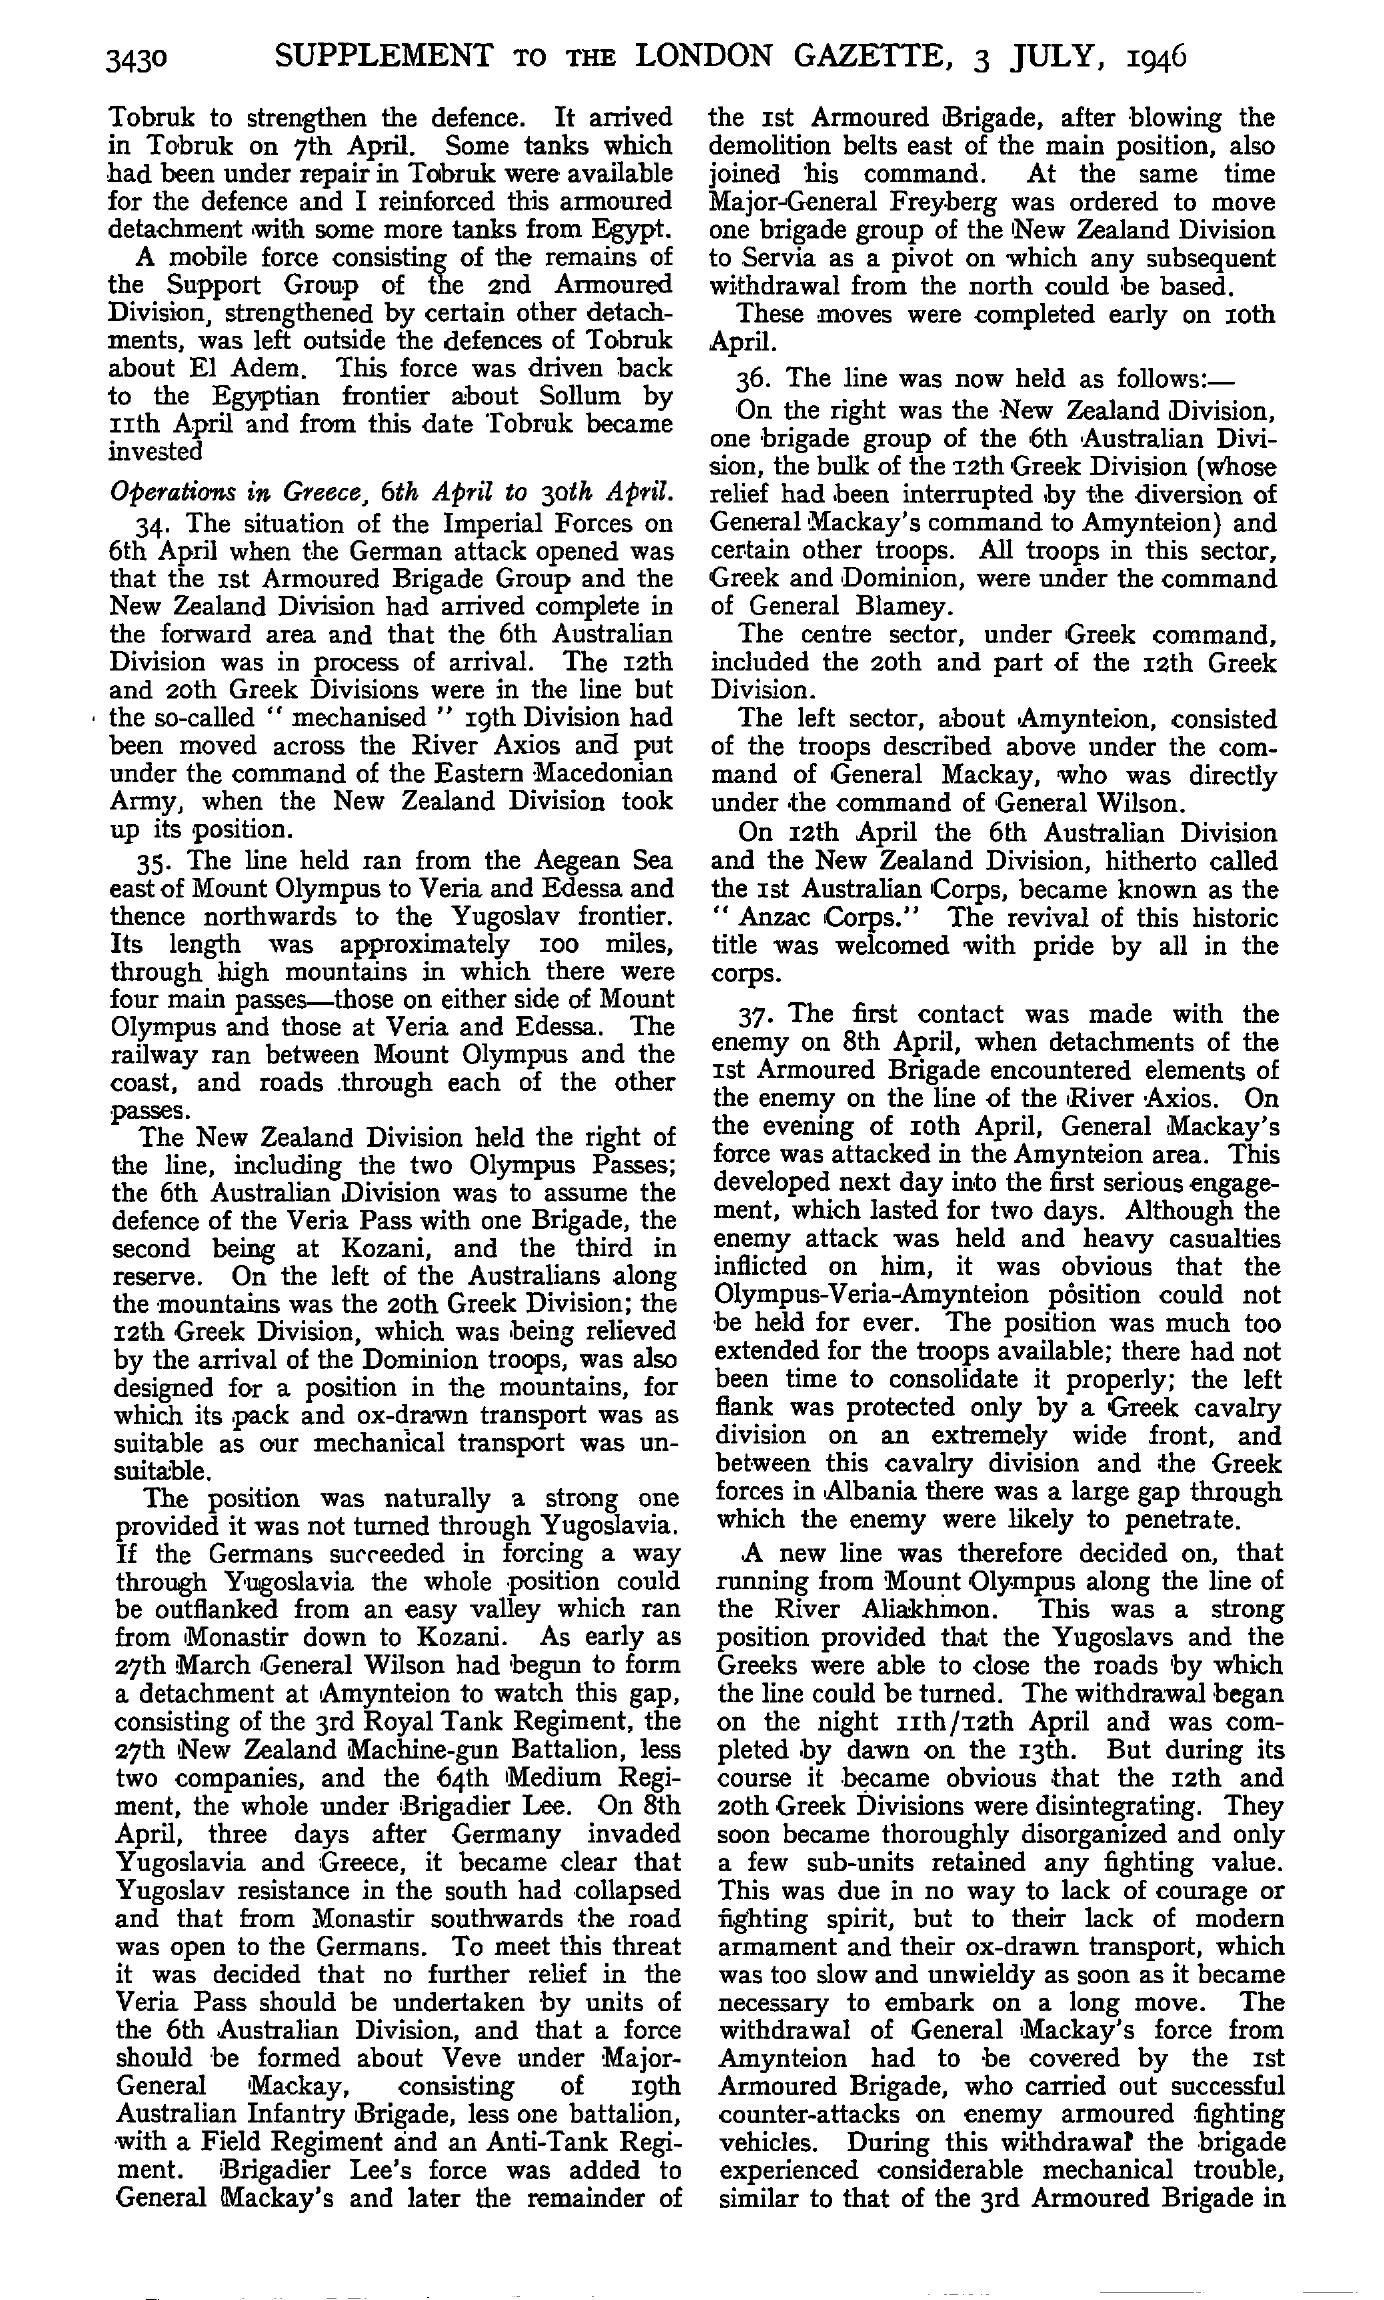 3430 SUPPLEMENT TO THE LONDON GAZETTE, 3 JULY, 1946
Tobruk to strengthen the defence. It arrived
in Tobruk on 7th April. Some tanks which
had been under repair in Tobruk were available
for the defence and I reinforced this armoured
detachment with some more tanks from Egypt.
A mobile force consisting of the remains of
the Support Group of the 2nd Armoured
Division, strengthened by certain other detach-
ments, was left outside the defences of Tobruk
about El Adem. This force was driven back
to the Egyptian frontier about Sollum by
11th April and from this date Tobruk became
invested
Operations in Greece, 6th April to 30th April.
34. The situation of the Imperial Forces on
6th April when the German attack opened was
that the 1st Armoured Brigade Group and the
New Zealand Division had arrived complete in
the forward area and that the 6th Australian
Division was in process of arrival. The 12th
and 20th Greek Divisions were in the line but
the so-called " mechanised " 19th Division had
been moved across the River Axios and put
under the command of the Eastern Macedonian
Army, when the New Zealand Division took
up its position.
35. The line held ran from the Aegean Sea
east of Mount Olympus to Veria and Edessa and
thence northwards to the Yugoslav frontier.
Its length was approximately 100 miles,
through high mountains in which there were
four main passes—those on either side of Mount
Olympus and those at Veria and Edessa. The
railway ran between Mount Olympus and the
coast, and roads through each of the other
passes.
The New Zealand Division held the right of
the line, including the two Olympus Passes;
the 6th Australian Division was to assume the
defence of the Veria Pass with one Brigade, the
second being at Kozani, and the third in
reserve. On the left of the Australians along
the mountains was the 20th Greek Division; the
12th Greek Division, which was being relieved
by the arrival of the Dominion troops, was also
designed for a position in the mountains, for
which its pack and ox-drawn transport was as
suitable as our mechanical transport was un-
suitable.
The position was naturally a strong one
provided it was not turned through Yugoslavia.
If the Germans succeeded in forcing a way
through Yugoslavia the whole position could
be outflanked from an easy valley which ran
from Monastir down to Kozani. As early as
27th March General Wilson had begun to form
a detachment at Amynteion to watch this gap,
consisting of the 3rd Royal Tank Regiment, the
27th New Zealand Machine-gun Battalion, less
two companies, and the 64th Medium Regi-
ment, the whole under Brigadier Lee. On 8th
April, three days after Germany invaded
Yugoslavia and Greece, it became clear that
Yugoslav resistance in the south had collapsed
and that from Monastir southwards the road
was open to the Germans. To meet this threat
it was decided that no further relief in the
Veria Pass should be undertaken by units of
the 6th Australian Division, and that a force
should be formed about Veve under Major-
General Mackay, consisting of 19th
Australian Infantry Brigade, less one battalion,
with a Field Regiment and an Anti-Tank Regi-
ment. Brigadier Lee's force was added to
General Mackay's and later the remainder of
the 1st Armoured Brigade, after blowing the
demolition belts east of the main position, also
joined his command. At the same time
Major-General Freyberg was ordered to move
one brigade group of the New Zealand Division
to Servia as a pivot on which any subsequent
withdrawal from the north could be based.
These moves were completed early on 10th
April.
36. The line was now held as follows:—
On the right was the New Zealand Division,
one brigade group of the 6th Australian Divi-
sion, the bulk of the 12th Greek Division (whose
relief had been interrupted by the diversion of
General Mackay's command to Amynteion) and
certain other troops. All troops in this sector,
Greek and Dominion, were under the command
of General Blamey.
The centre sector, under Greek command,
included the 20th and part of the 12th Greek
Division.
The left sector, about Amynteion, consisted
of the troops described above under the com-
mand of General Mackay, who was directly
under the command of General Wilson.
On 12th April the 6th Australian Division
and the New Zealand Division, hitherto called
the 1st Australian Corps, became known as the
" Anzac Corps." The revival of this historic
title was welcomed with pride by all in the
corps.
37. The first contact was made with the
enemy on 8th April, when detachments of the
1st Armoured Brigade encountered elements of
the enemy on the line of the River Axios. On
the evening of 10th April, General Mackay's
force was attacked in the Amynteion area. This
developed next day into the first serious engage-
ment, which lasted for two days. Although the
enemy attack was held and heavy casualties
inflicted on him, it was obvious that the
Olympus-Veria-Amynteion position could not
be held for ever. The position was much too
extended for the troops available; there had not
been time to consolidate it properly; the left
flank was protected only by a Greek cavalry
division on an extremely wide front, and
between this cavalry division and the Greek
forces in Albania there was a large gap through
which the enemy were likely to penetrate.
A new line was therefore decided on, that
running from Mount Olympus along the line of
the River Aliakhmon. This was a strong
position provided that the Yugoslavs and the
Greeks were able to close the roads by which
the line could be turned. The withdrawal began
on the night 11th/12th April and was com-
pleted by dawn on the 13th. But during its
course it became obvious that the 12th and
20th Greek Divisions were disintegrating. They
soon became thoroughly disorganized and only
a few sub-units retained any fighting value.
This was due in no way to lack of courage or
fighting spirit, but to their lack of modern
armament and their ox-drawn transport, which
was too slow and unwieldy as soon as it became
necessary to embark on a long move. The
withdrawal of General Mackay's force from
Amynteion had to be covered by the 1st
Armoured Brigade, who carried out successful
counter-attacks on enemy armoured fighting
vehicles. During this withdrawal the brigade
experienced considerable mechanical trouble,
similar to that of the 3rd Armoured Brigade in